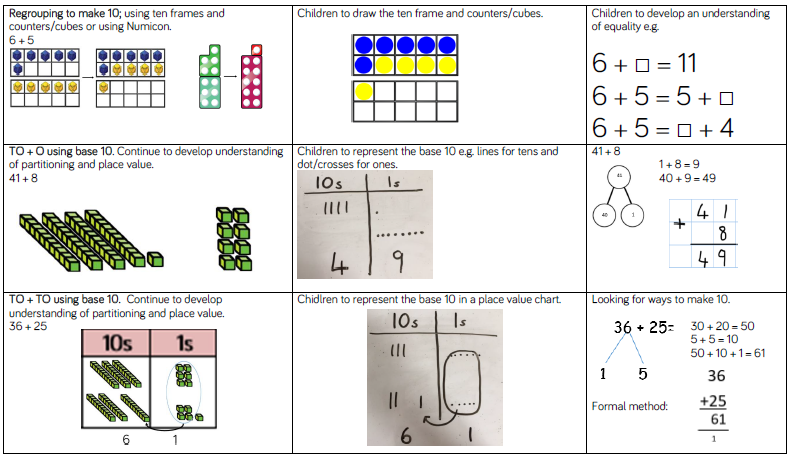 Regrouping to make 10; using ten frames and
counters/cubes or using Numicon.
6 + 5
Children to draw the ten frame and counters/cubes.
Children to develop an understanding
of equality e.g.
6 + □ = 11
6 + 5 = 5 + □
6 + 5 = □ + 4
TO + O using base 10. Continue to develop understanding
of partitioning and place value.
41 + 8
Children to represent the base 10 e.g. lines for tens and
dot/crosses for ones.
10s 1s
4 9
41 + 8
1 + 8 = 9
40 + 9 = 49
41
40 1
4 1
+ 8
4 9
TO + TO using base 10. Continue to develop
understanding of partitioning and place value.
36 + 25
10s 1s
6 1
Chidlren to represent the base 10 in a place value chart.
10s 1s
6 1
Looking for ways to make 10.
36 + 25=
30 + 20 = 50
5 + 5 = 10
50 + 10 + 1 = 61
1 5
Formal method:
36
+25
61
1